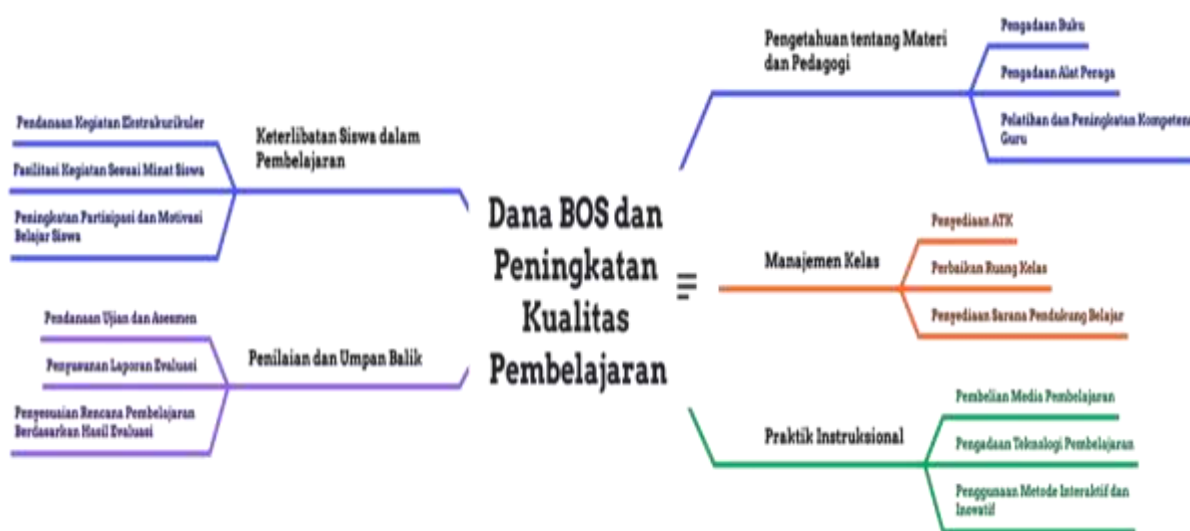 Dana BOS dan
Peningkatan
Kualitas
Pembelajaran
Pengetahuan tentang Materi
dan Pedagogi
Pengadaan Buku
Pengadaan Alat Peraga
Pelatihan dan Peningkatan Kompetenc
Guru
Manajemen Kelas
Penyediaan ATK
Perbaikan Ruang Kelas
Penyediaan Sarana Pendukung Belajar
Praktik Instruksional
Pembelian Media Pembelajaran
Pengadaan Teknologi Pembelajaran
Penggunaan Metode Interaktif dan
Inovatif
Keterlibatan Siswa dalam
Pembelajaran
Pendanaan Kegiatan Ekstrakurikuler
Fasilitasi Kegiatan Sesuai Minat Siswa
Peningkatan Partisipasi dan Motivasi
Belajar Siswa
Penilaian dan Umpan Balik
Pendanaan Ujian dan Asesmen
Penyusunan Laporan Evaluasi
Penyesuaian Rencana Pembelajaran
Berdasarkan Hasil Evaluasi